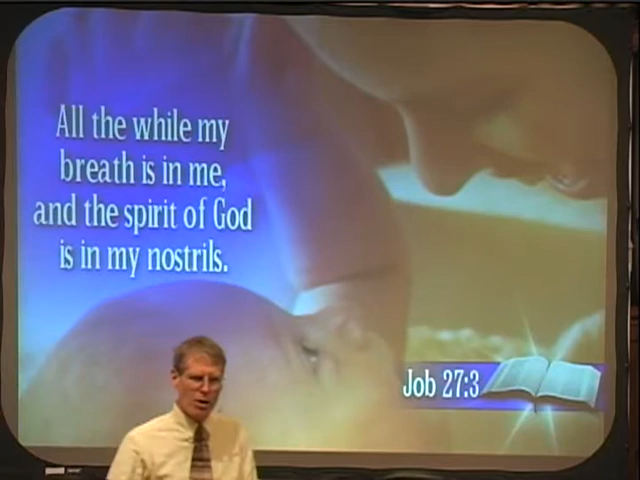 All the while my
breath is in me,
and the spirit of God
is in my nostrils.
Job 27:3